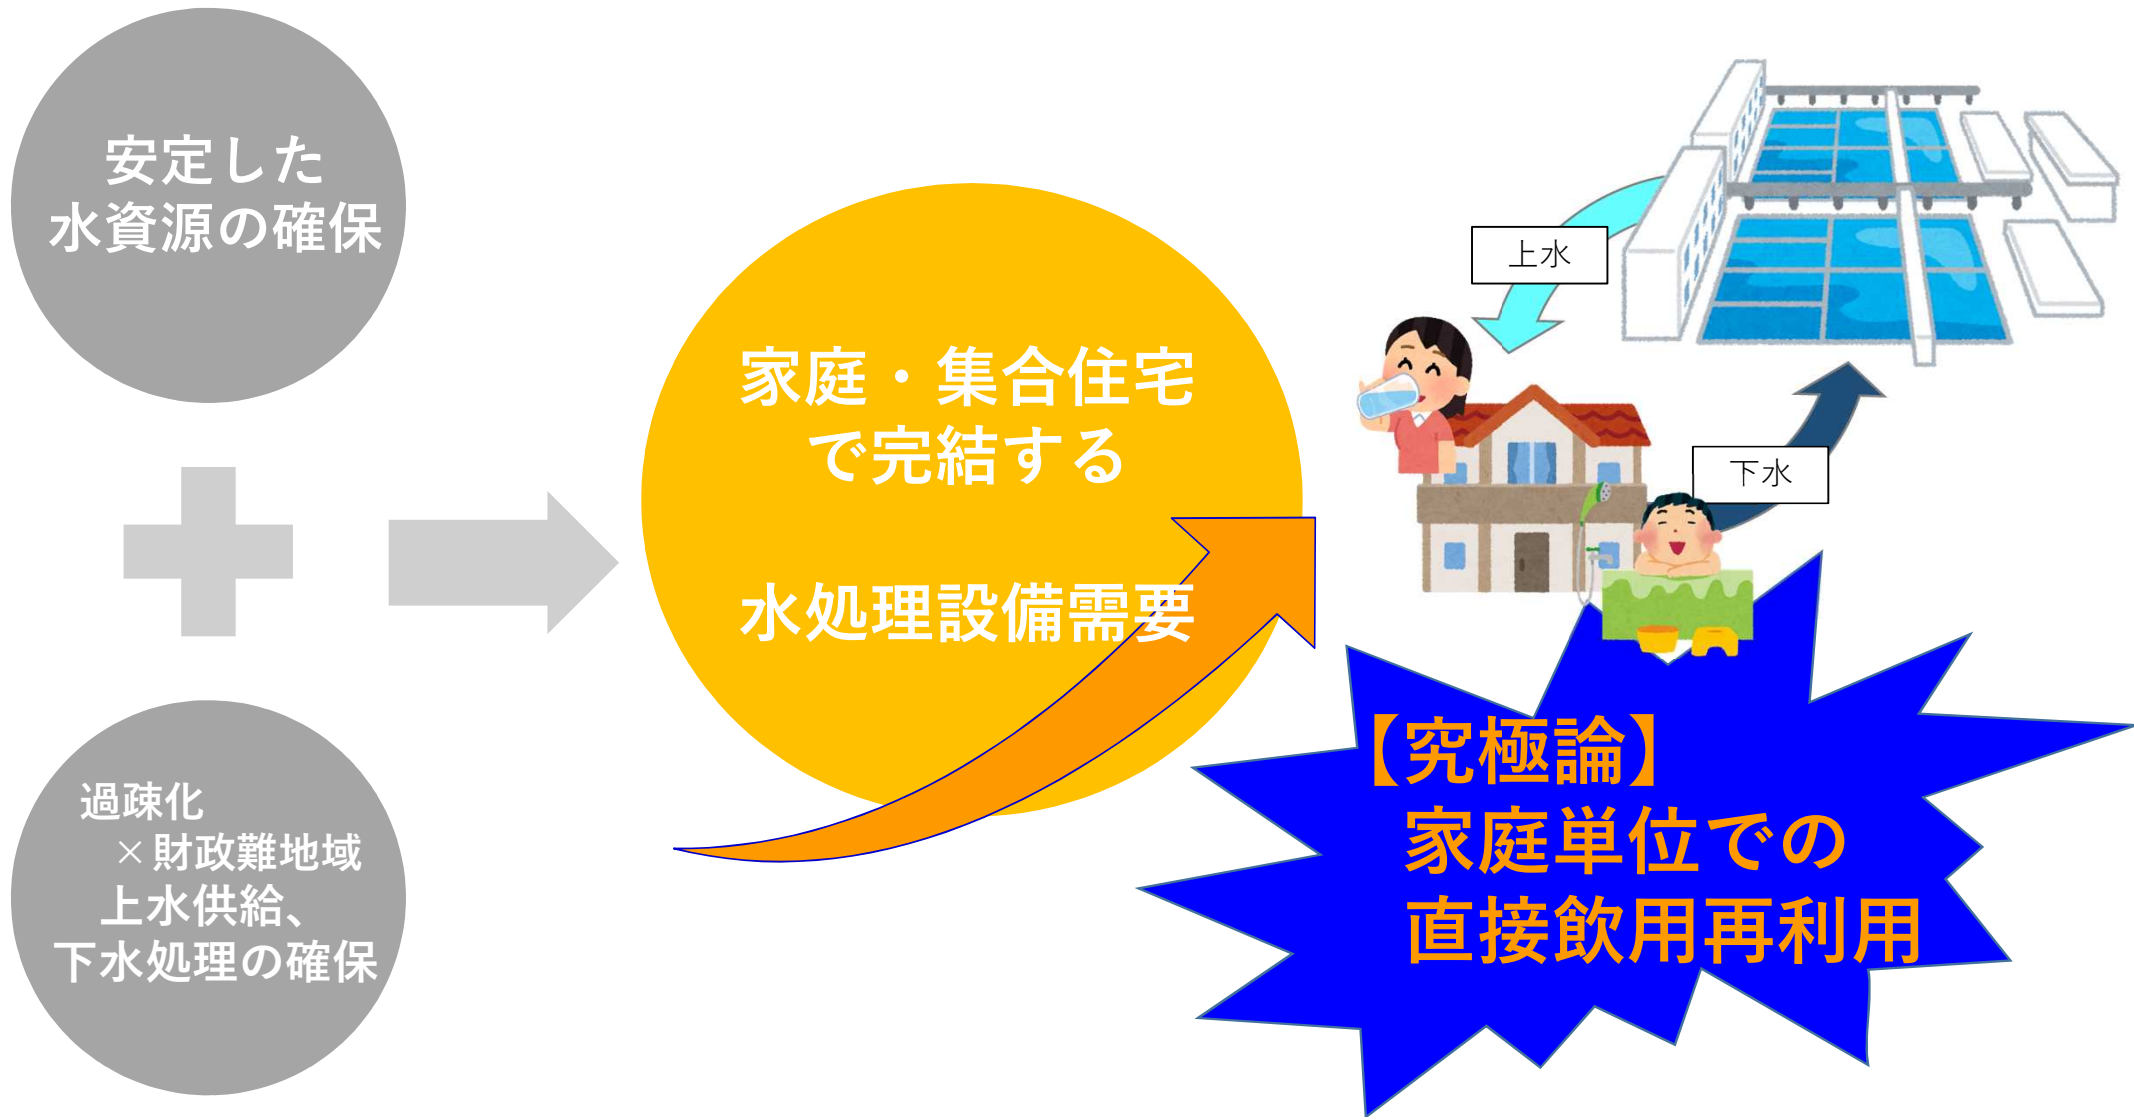 安定した
水資源の確保
過疎化
×財政難地域
上水供給、
下水処理の確保
家庭・集合住宅
で完結する
水処理設備需要
上水
下水
【究極論】
家庭単位での
直接飲用再利用